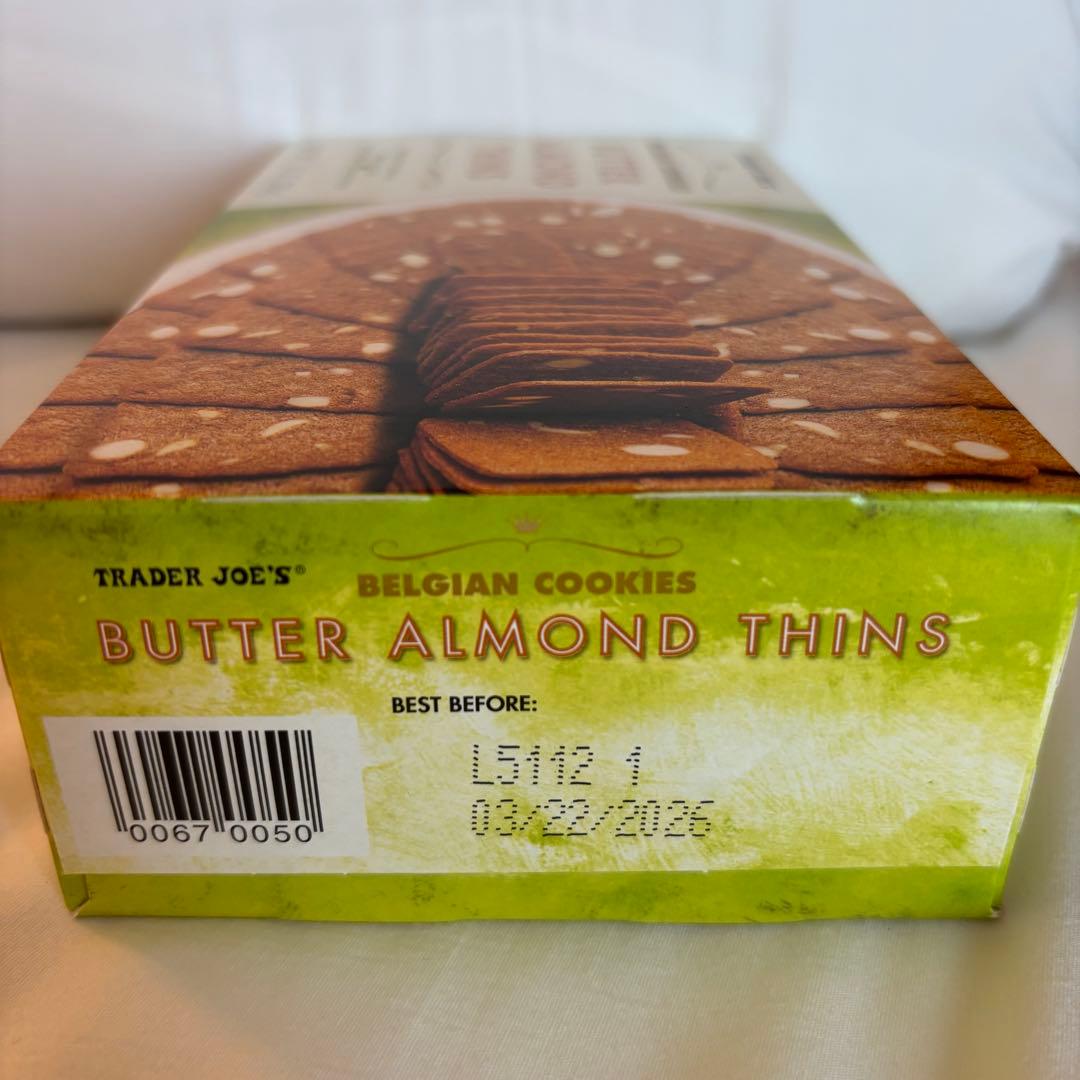 TRADER JOE'S®
BELGIAN COOKIES
BUTTER ALMOND THINS
BEST BEFORE:
L5112 1
03/22/2026
0067 0050